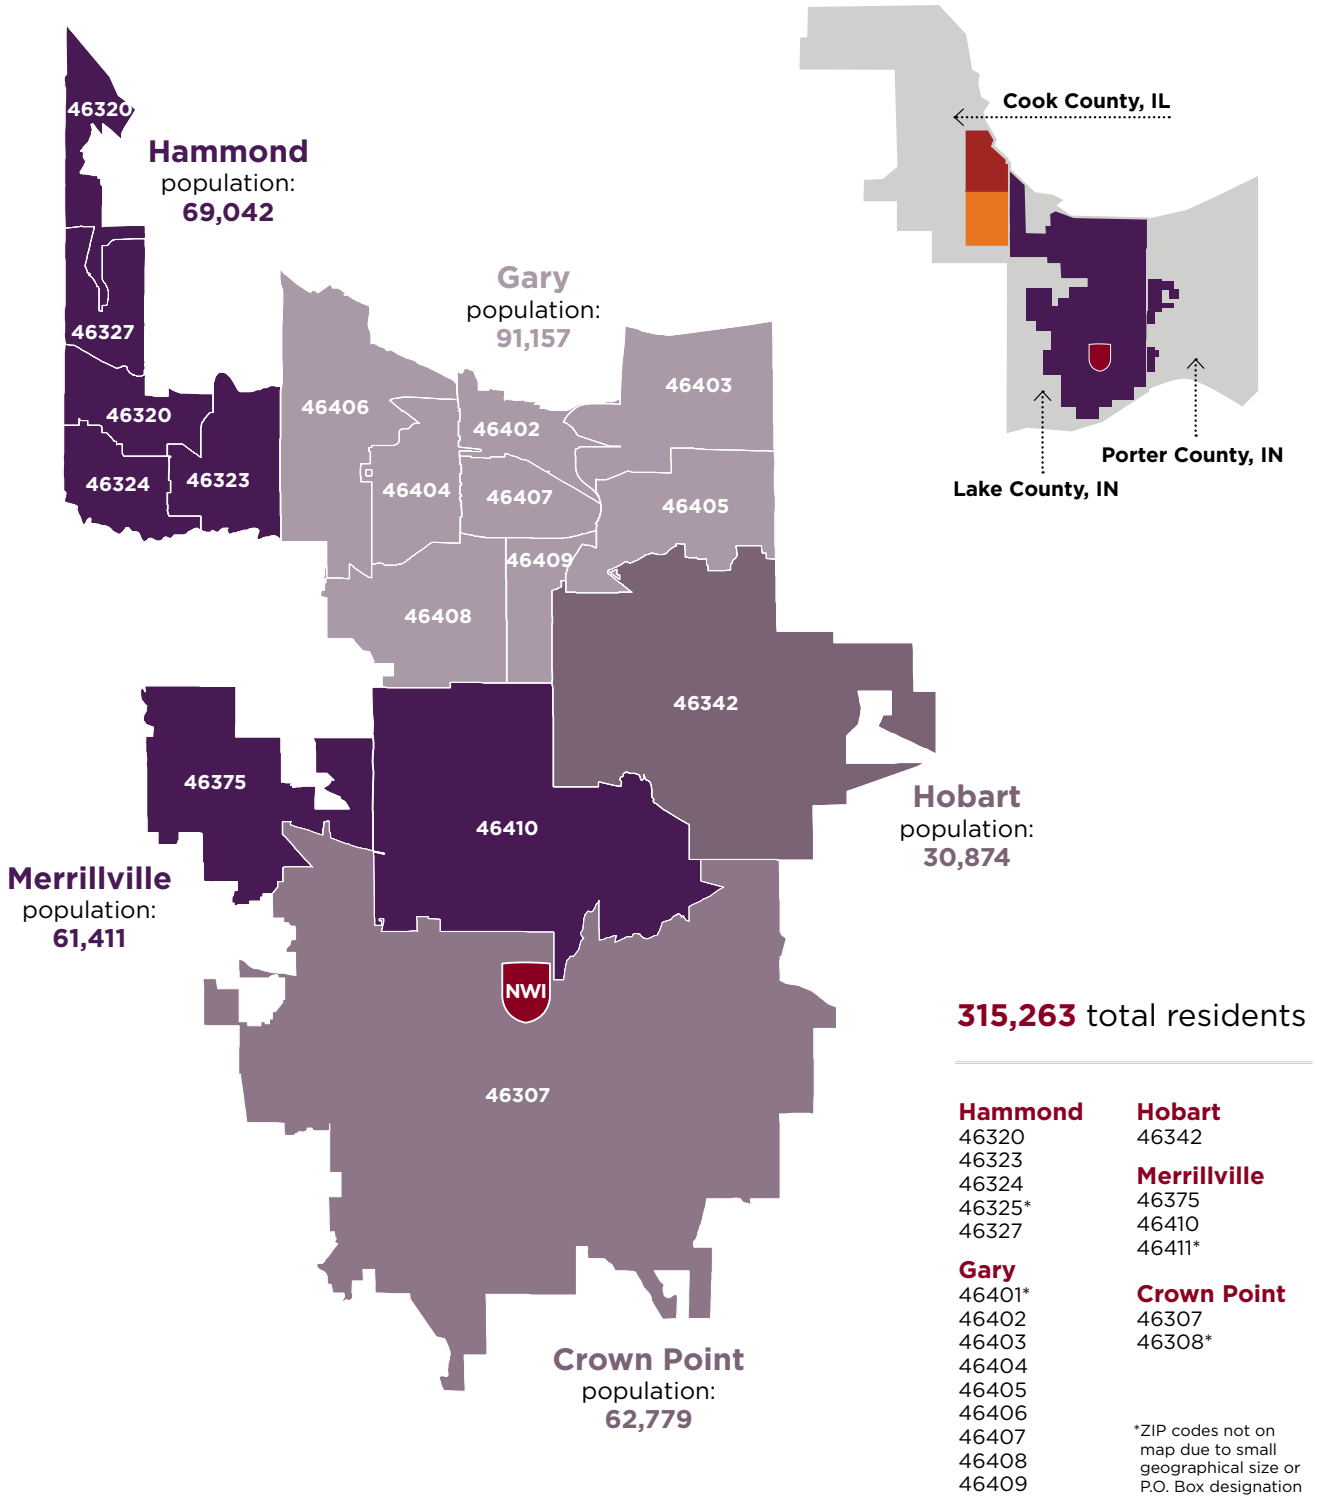 46320
Hammond
population:
69,042
46327
46320
46324
46323
Gary
population:
91,157
46406
46402
46403
46404
46407
46405
46409
46408
Cook County, IL
Porter County, IN
Lake County, IN
46342
Hobart
population:
30,874
46375
46410
Merrillville
population:
61,411
NWI
46307
Crown Point
population:
62,779
315,263 total residents
Hammond
46320
46323
46324
46325*
46327
Gary
46401*
46402
46403
46404
46405
46406
46407
46408
46409
Hobart
46342
Merrillville
46375
46410
46411*
Crown Point
46307
46308*
*ZIP codes not on
map due to small
geographical size or
P.O. Box designation